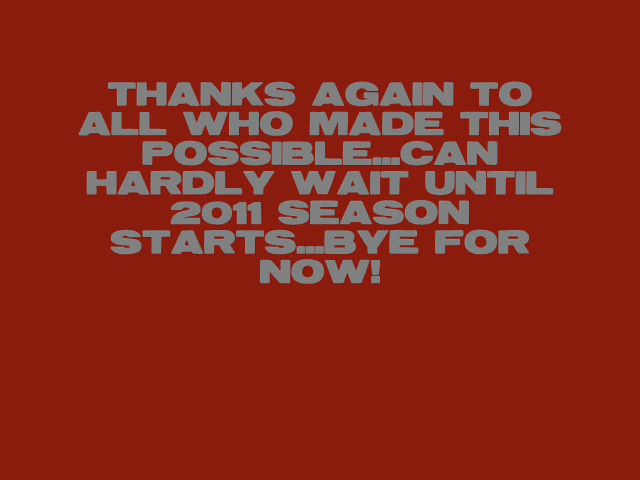 THANKS AGAIN TO
ALL WHO MADE THIS
POSSIBLE...CAN
HARDLY WAIT UNTIL
2011 SEASON
STARTS...BYE FOR
NOW!